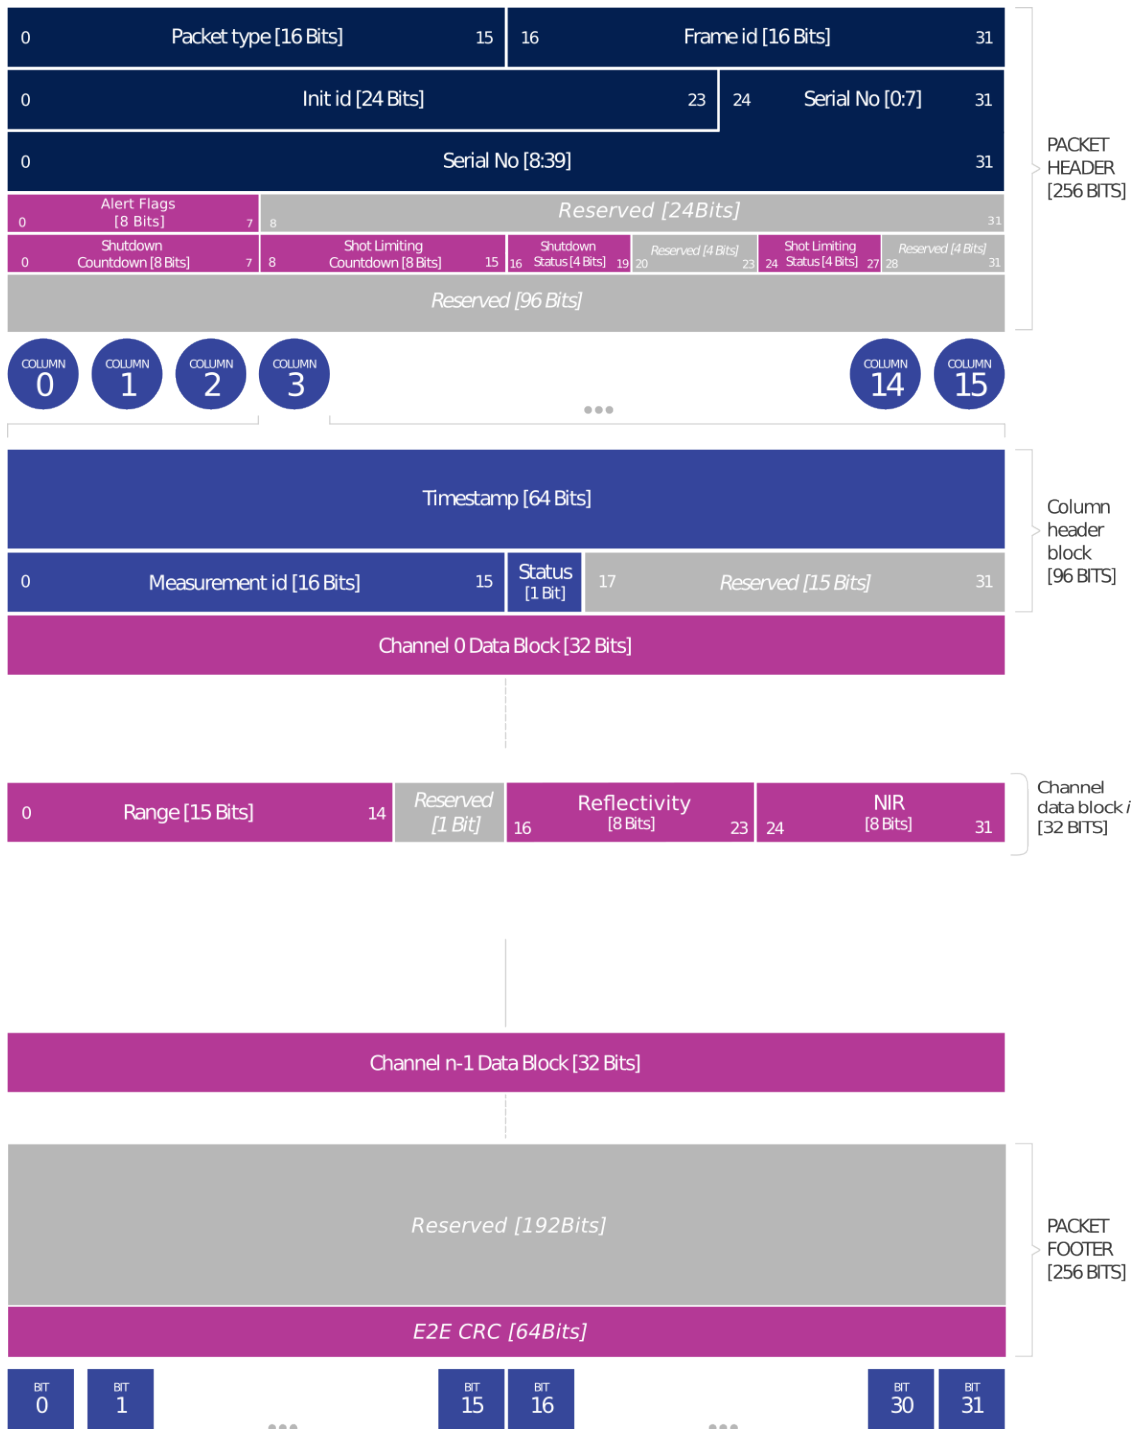 0 Packet type [16 Bits] 15 16 Frame id [16 Bits] 31
0 Init id [24 Bits] 23 24 Serial No [0:7] 31
0 Serial No [8:39] 31
PACKET
HEADER
[256 BITS]
Alert Flags
0 [8 Bits] 7 8 Reserved [24Bits] 31
Shutdown
0 Countdown [8 Bits] 7
Shot Limiting
8 Countdown [8 Bits] 15
Shutdown
16 Status [4 Bits] 19
Reserved [4 Bits]
20 23
Shot Limiting
24 Status [4 Bits] 27
Reserved [4 Bits]
28 31
Reserved [96 Bits]
COLUMN
0
COLUMN
1
COLUMN
2
COLUMN
3
COLUMN
14
COLUMN
15
Timestamp [64 Bits]
Column
header
block
[96 BITS]
0 Measurement id [16 Bits] 15
Status
[1 Bit]
17 Reserved [15 Bits] 31
Channel 0 Data Block [32 Bits]
0 Range [15 Bits] 14
Reserved
[1 Bit]
Reflectivity
[8 Bits]
16 23
NIR
[8 Bits]
24 31
Channel
data block i
[32 BITS]
Channel n-1 Data Block [32 Bits]
Reserved [192Bits]
PACKET
FOOTER
[256 BITS]
E2E CRC [64Bits]
BIT
0
BIT
1
BIT
15
BIT
16
BIT
30
BIT
31